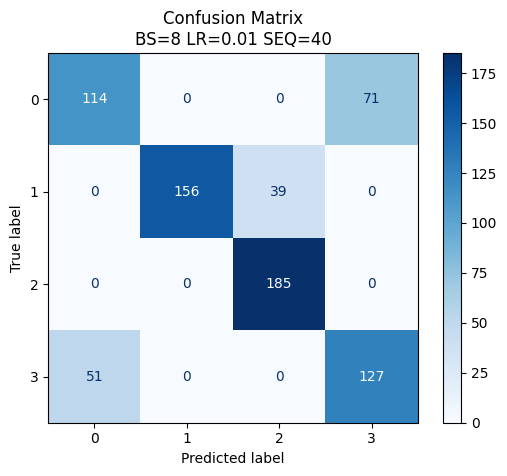 Confusion Matrix
BS=8 LR=0.01 SEQ=40
0 114 0 0 71
1 0 156 39 0
2 0 0 185 0
3 51 0 0 127
0 1 2 3
Predicted label
True label
175
150
125
100
75
50
25
0